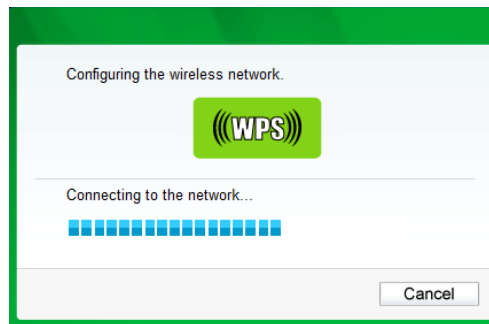 Configuring the wireless network.
(((WPS)))
Connecting to the network...
Cancel